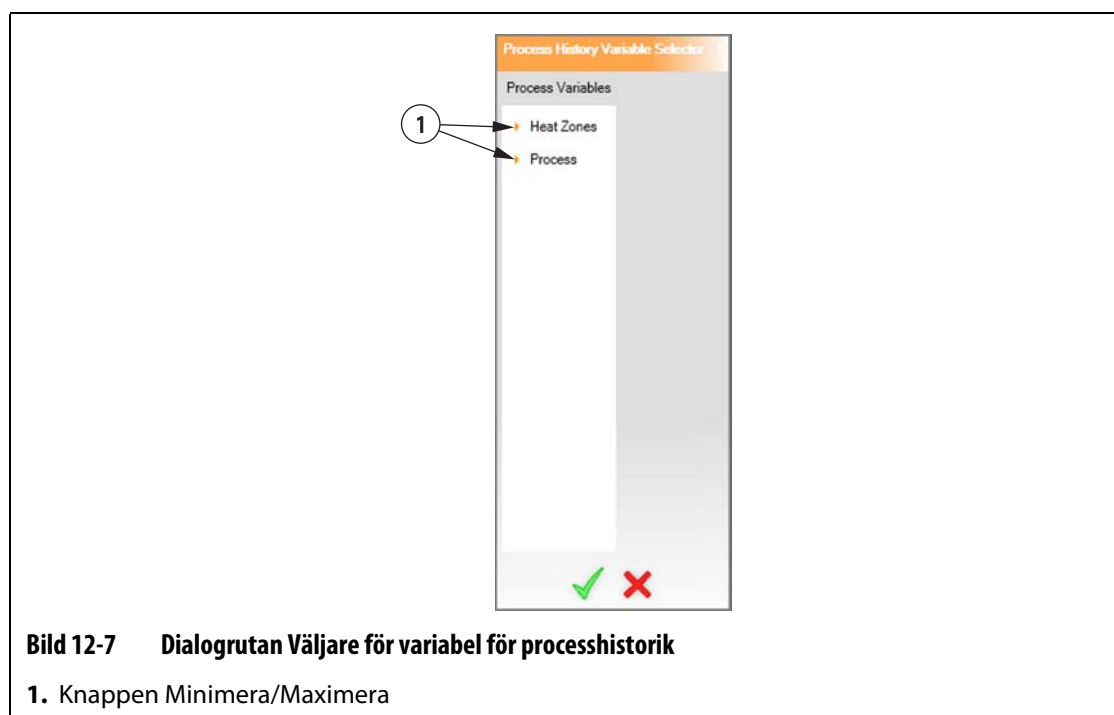 Process History Variable Selector
Process Variables
1
Heat Zones
Process
Bild 12-7 Dialogrutan Väljare för variabel för processhistorik
1. Knappen Minimera/Maximera